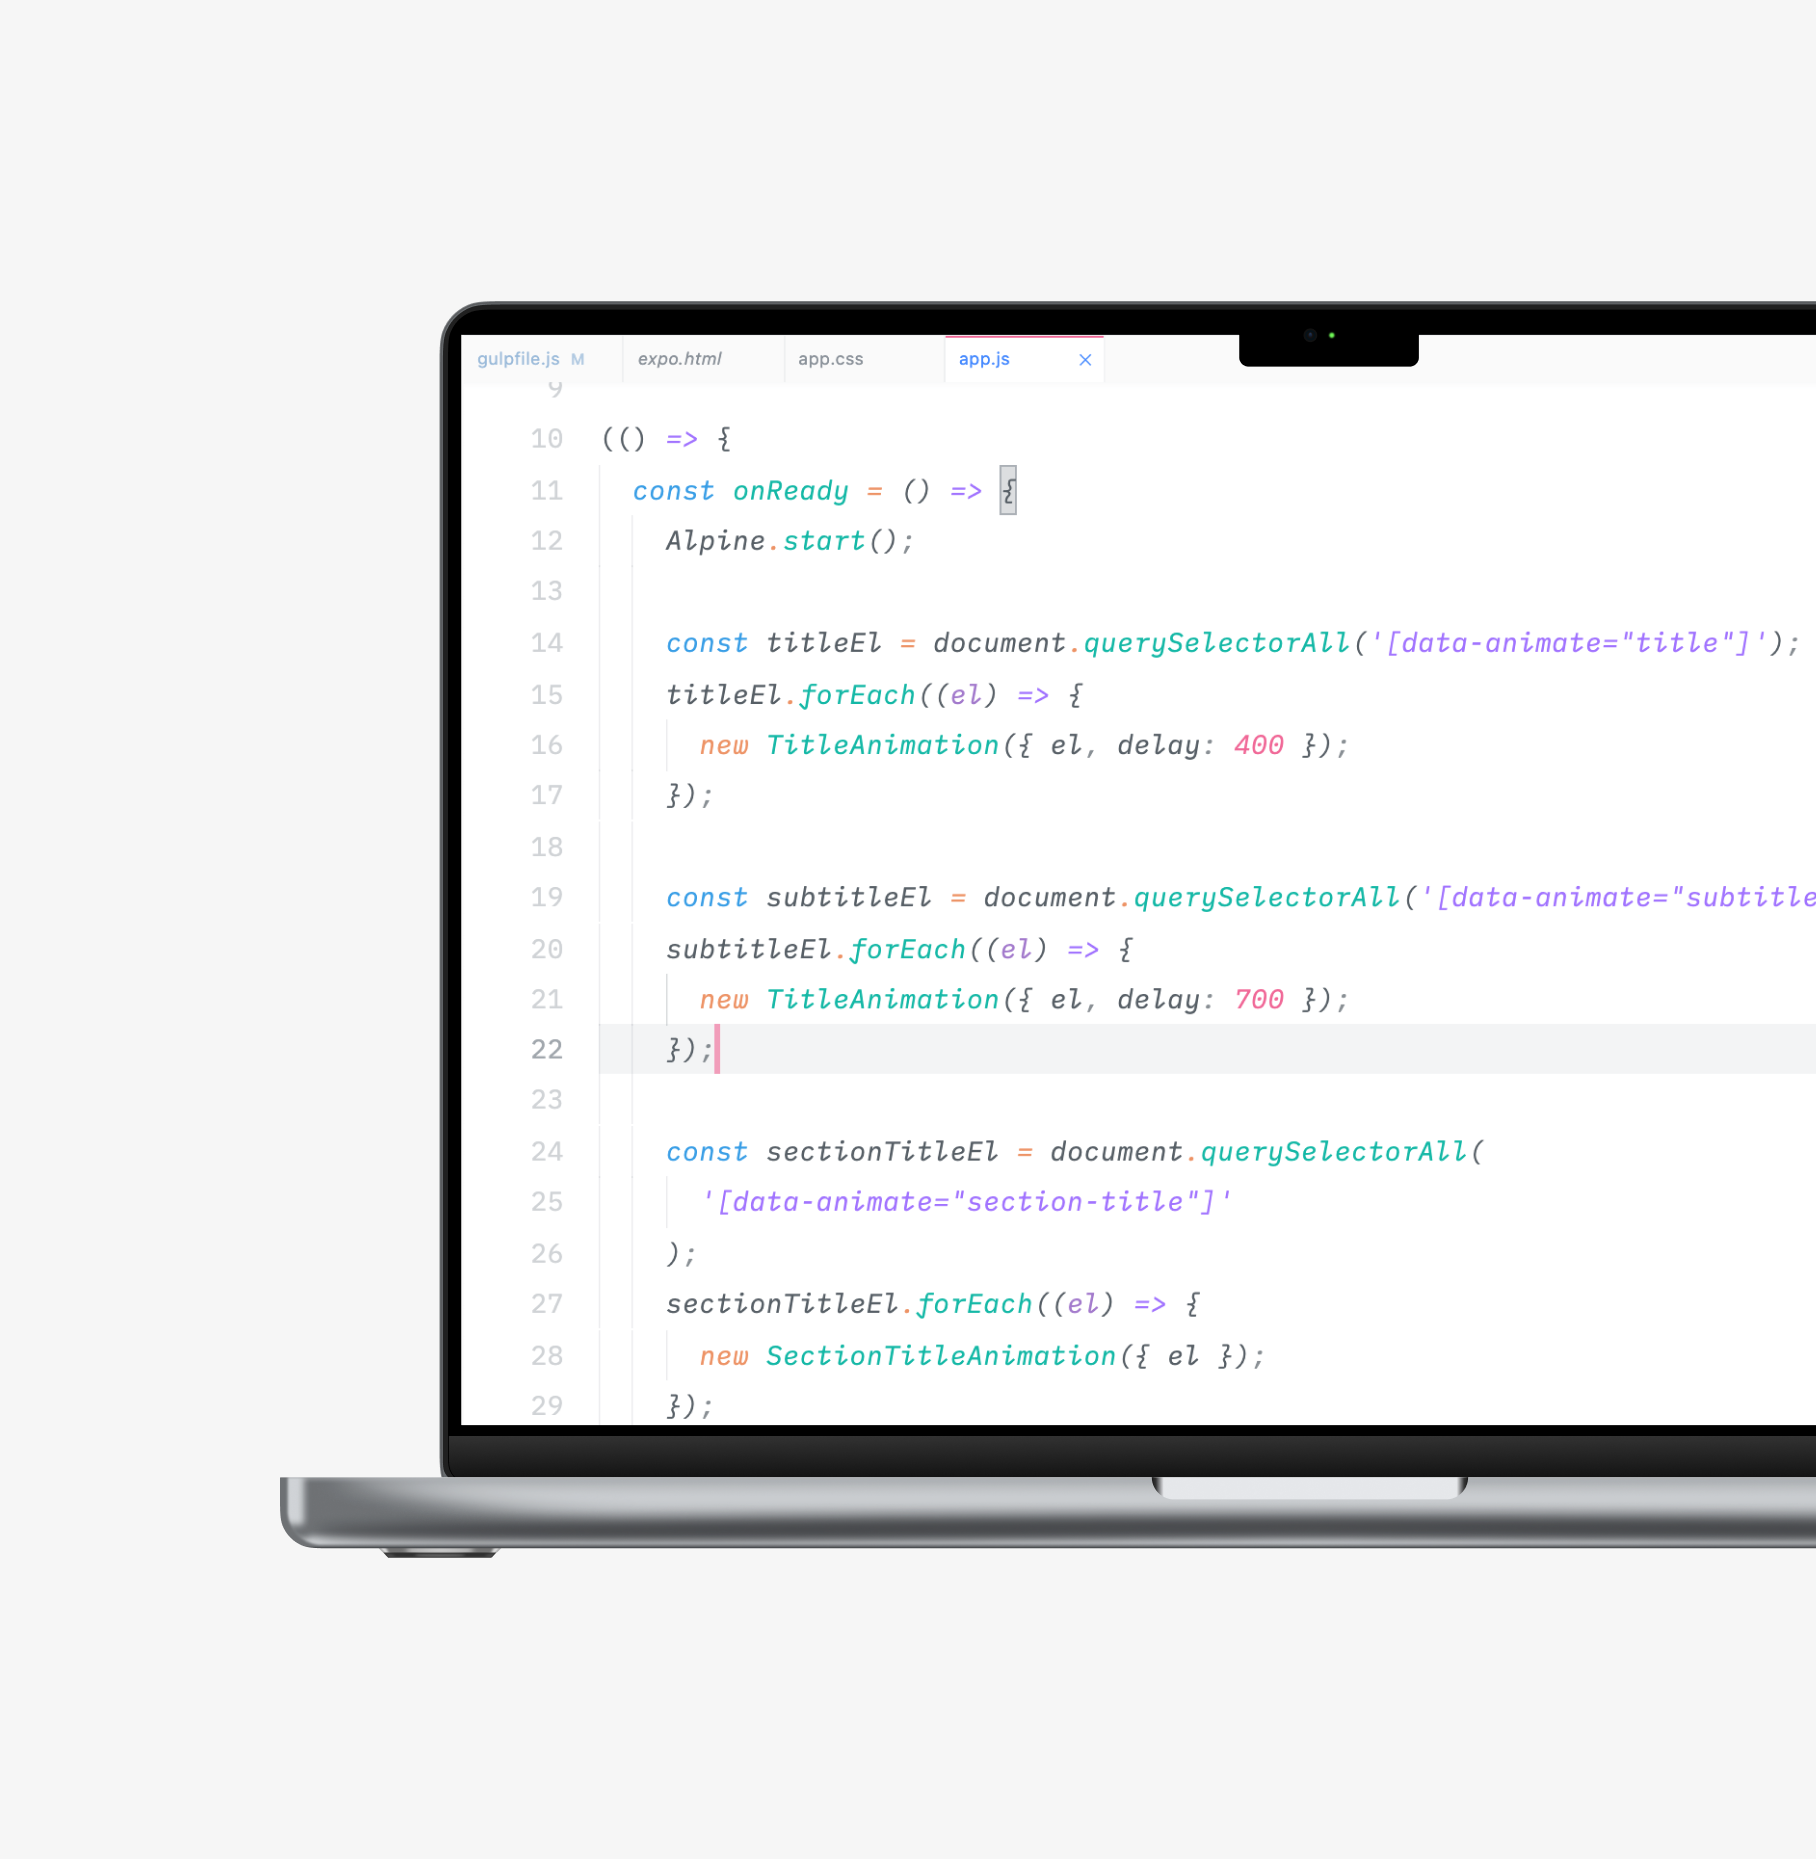 gulpfile.js M expo.html app.css app.js ×
9
10 (() => {
11 const onReady = () => {
12 Alpine.start();
13
14 const titleEl = document.querySelectorAll('[data-animate="title"]');
15 titleEl.forEach((el) => {
16 new TitleAnimation({ el, delay: 400 });
17 });
18
19 const subtitleEl = document.querySelectorAll('[data-animate="subtitle
20 subtitleEl.forEach((el) => {
21 new TitleAnimation({ el, delay: 700 });
22 });
23
24 const sectionTitleEl = document.querySelectorAll(
25 '[data-animate="section-title"]'
26 );
27 sectionTitleEl.forEach((el) => {
28 new SectionTitleAnimation({ el });
29 });